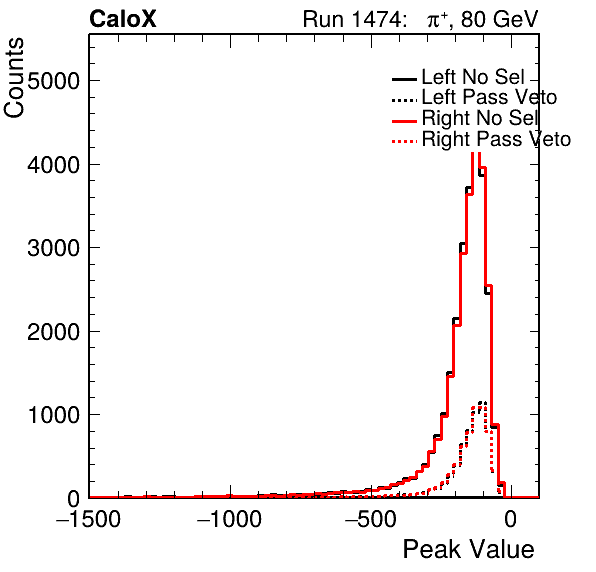 CaloX Run 1474: π⁺, 80 GeV
Counts
5000
4000
3000
2000
1000
0
Left No Sel
Left Pass Veto
Right No Sel
Right Pass Veto
−1500 −1000 −500 0
Peak Value